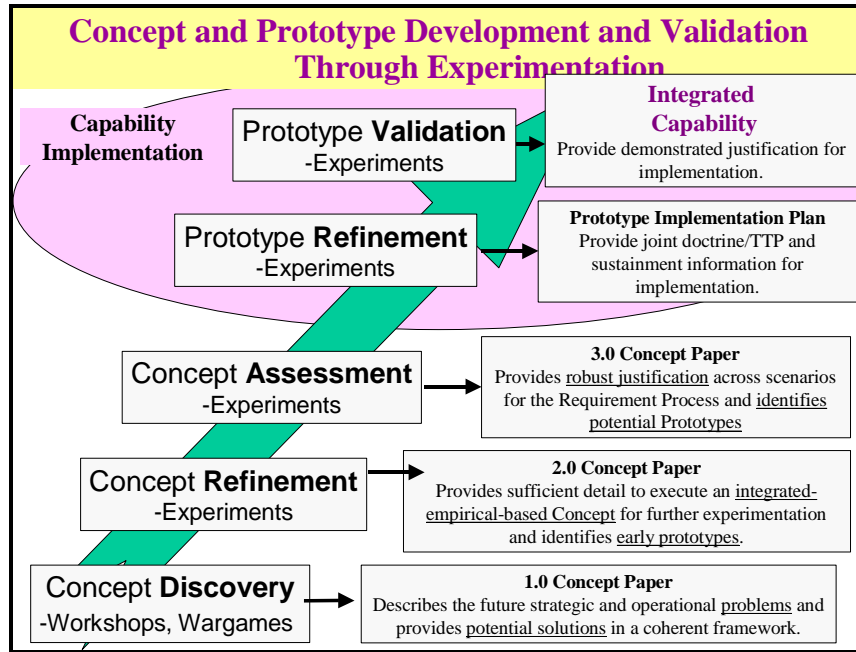 Concept and Prototype Development and Validation
Through Experimentation
Capability
Implementation
Prototype Validation
-Experiments
Integrated
Capability
Provide demonstrated justification for
implementation.
Prototype Refinement
-Experiments
Prototype Implementation Plan
Provide joint doctrine/TTP and
sustainment information for
implementation.
Concept Assessment
-Experiments
3.0 Concept Paper
Provides robust justification across scenarios
for the Requirement Process and identifies
potential Prototypes
Concept Refinement
-Experiments
2.0 Concept Paper
Provides sufficient detail to execute an integrated-
empirical-based Concept for further experimentation
and identifies early prototypes.
Concept Discovery
-Workshops, Wargames
1.0 Concept Paper
Describes the future strategic and operational problems and
provides potential solutions in a coherent framework.